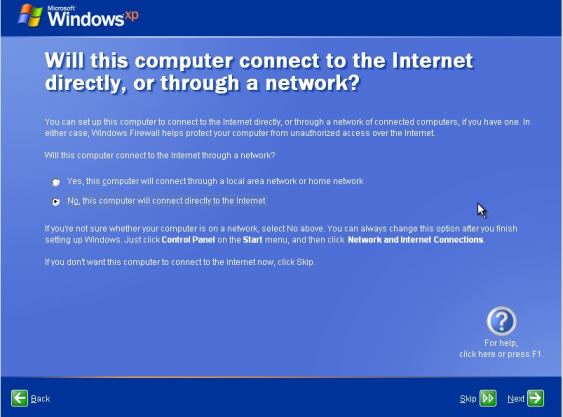 Microsoft
Windows xp
Will this computer connect to the Internet
directly, or through a network?
You can set up this computer to connect to the Internet directly, or through a network of connected computers, if you have one. In
either case, Windows Firewall helps protect your computer from unauthorized access over the Internet.
Will this computer connect to the Internet through a network?
Yes, this computer will connect through a local area network or home network
No, this computer will connect directly to the Internet
If you're not sure whether your computer is on a network, select No above. You can always change this option after you finish
setting up Windows. Just click Control Panel on the Start menu, and then click Network and Internet Connections.
If you don't want this computer to connect to the Internet now, click Skip.
?
For help,
click here or press F1.
Back
Skip
Next